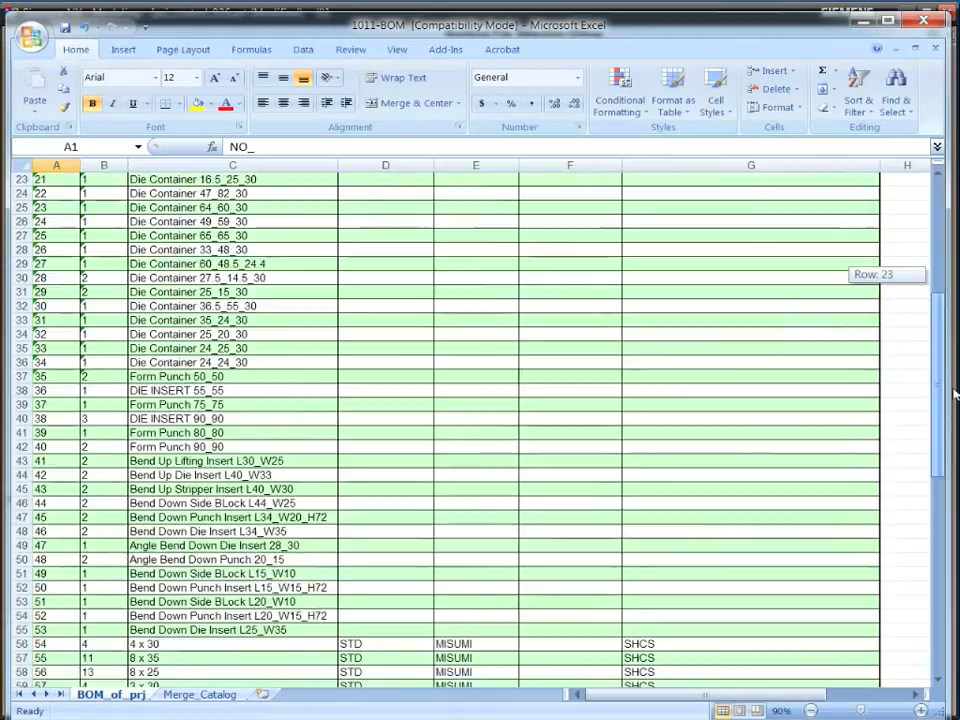 1011-BOM [Compatibility Mode] - Microsoft Excel
SIEMENS
Home Insert Page Layout Formulas Data Review View Add-Ins Acrobat
Paste
Arial 12
B I U A
Wrap Text
Merge & Center
General
$ % ,
Conditional Formatting
Format as Table
Cell Styles
Insert
Delete
Format
Σ
Sort & Filter
Find & Select
Clipboard Font Alignment Number Styles Cells Editing
A1 fx NO_
A B C D E F G H
23 21 1 Die Container 16.5_25_30
24 22 1 Die Container 47_82_30
25 23 1 Die Container 64_60_30
26 24 1 Die Container 49_59_30
27 25 1 Die Container 65_65_30
28 26 1 Die Container 33_48_30
29 27 1 Die Container 60_48.5_24.4
30 28 2 Die Container 27.5_14.5_30
31 29 2 Die Container 25_15_30
32 30 1 Die Container 36.5_55_30
33 31 1 Die Container 35_24_30
34 32 1 Die Container 25_20_30
35 33 1 Die Container 24_25_30
36 34 1 Die Container 24_24_30
37 35 2 Form Punch 50_50
38 36 1 DIE INSERT 55_55
39 37 1 Form Punch 75_75
40 38 3 DIE INSERT 90_90
41 39 1 Form Punch 80_80
42 40 2 Form Punch 90_90
43 41 2 Bend Up Lifting Insert L30_W25
44 42 2 Bend Up Die Insert L40_W33
45 43 2 Bend Up Stripper Insert L40_W30
46 44 2 Bend Down Side BLock L44_W25
47 45 2 Bend Down Punch Insert L34_W20_H72
48 46 2 Bend Down Die Insert L34_W35
49 47 1 Angle Bend Down Die Insert 28_30
50 48 2 Angle Bend Down Punch 20_15
51 49 1 Bend Down Side BLock L15_W10
52 50 1 Bend Down Punch Insert L15_W15_H72
53 51 1 Bend Down Side BLock L20_W10
54 52 1 Bend Down Punch Insert L20_W15_H72
55 53 1 Bend Down Die Insert L25_W35
56 54 4 4 x 30 STD MISUMI SHCS
57 55 11 8 x 35 STD MISUMI SHCS
58 56 13 8 x 25 STD MISUMI SHCS
59 57 4 3 x 30 STD MISUMI SHCS
Row: 23
BOM_of_prj Merge_Catalog
Ready 90%